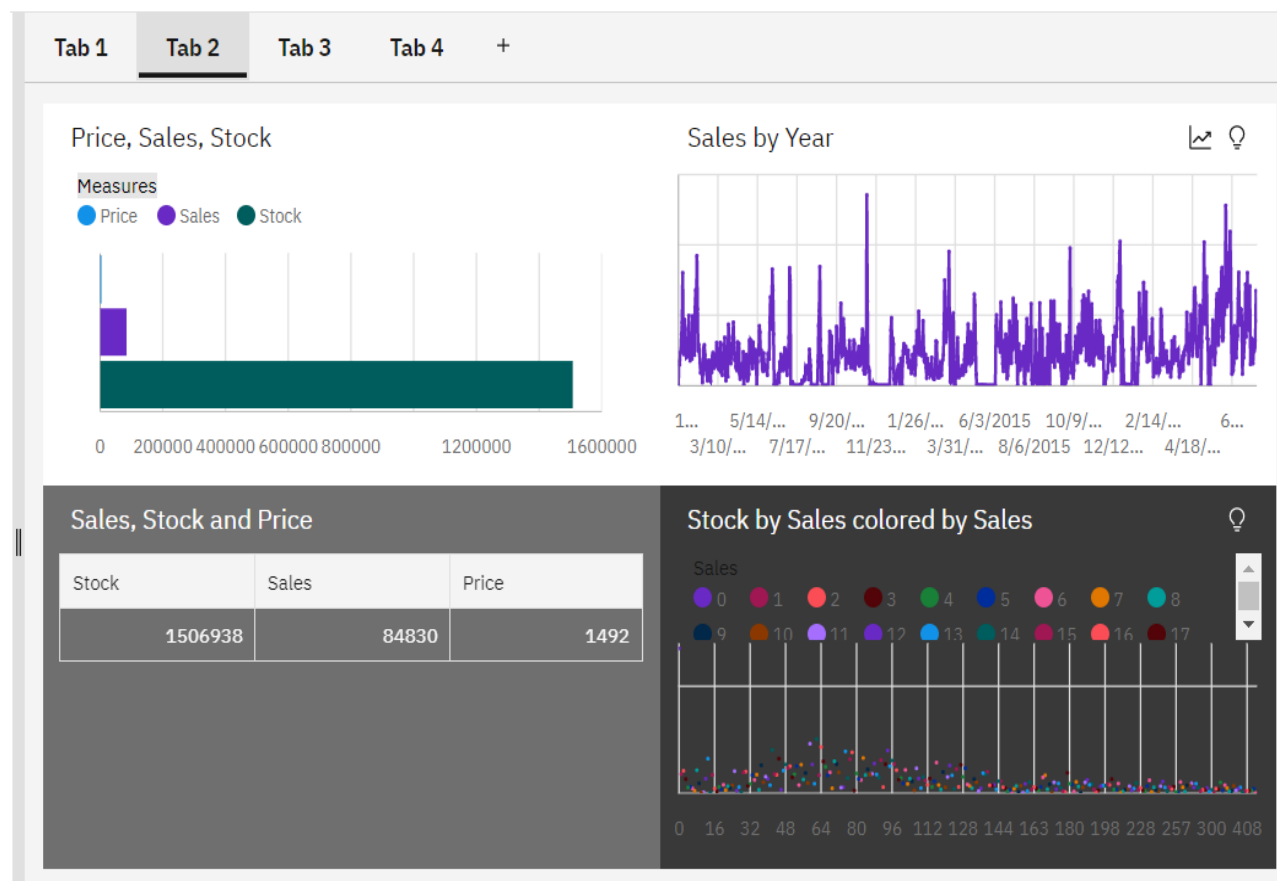 Tab 1 Tab 2 Tab 3 Tab 4 +
Price, Sales, Stock
Measures
Price Sales Stock
0 200000 400000 600000 800000 1200000 1600000
Sales by Year
1... 5/14/... 9/20/... 1/26/... 6/3/2015 10/9/... 2/14/... 6...
3/10/... 7/17/... 11/23... 3/31/... 8/6/2015 12/12... 4/18/...
Sales, Stock and Price
Stock Sales Price
1506938 84830 1492
Stock by Sales colored by Sales
Sales
0 1 2 3 4 5 6 7 8
9 10 11 12 13 14 15 16 17
0 16 32 48 64 80 96 112 128 144 163 180 198 228 257 300 408